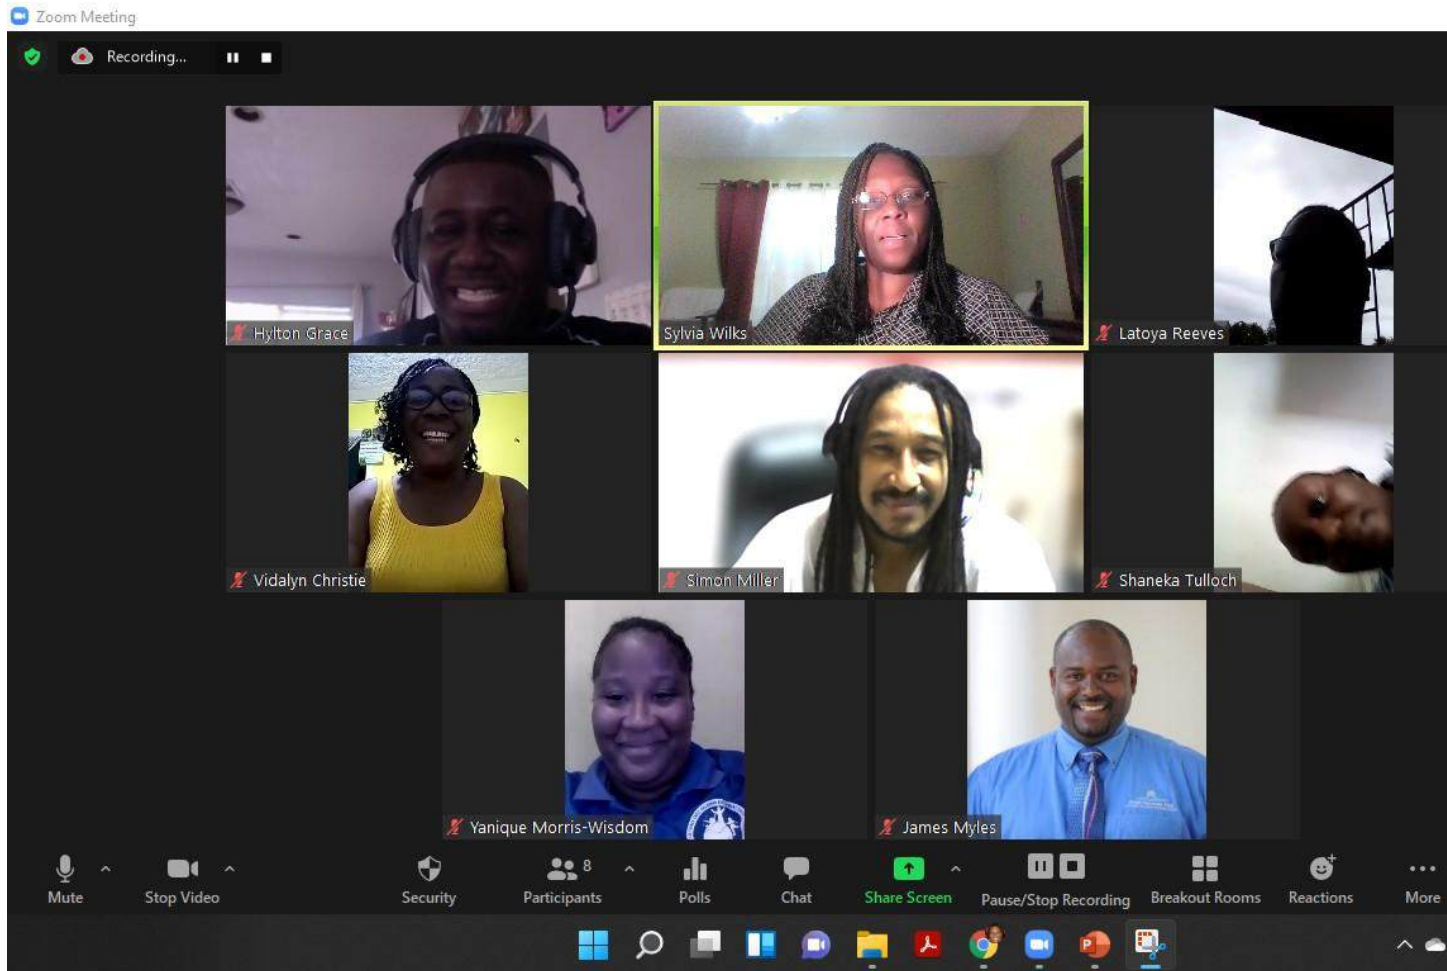 Zoom Meeting
Recording...
Hylton Grace
Sylvia Wilks
Latoya Reeves
Vidalyn Christie
Simon Miller
Shaneka Tulloch
Yanique Morris-Wisdom
James Myles
Mute
Stop Video
Security
Participants 8
Polls
Chat
Share Screen
Pause/Stop Recording
Breakout Rooms
Reactions
More